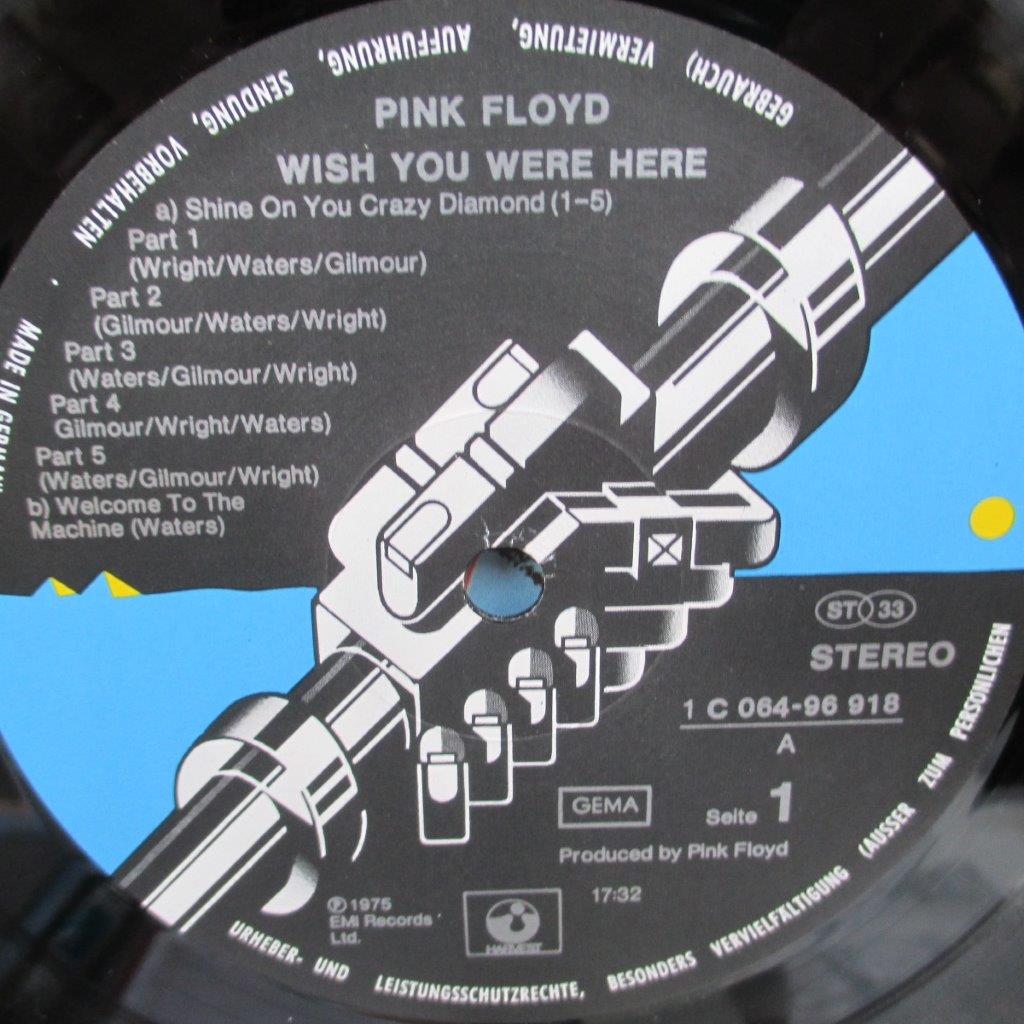 PINK FLOYD
WISH YOU WERE HERE
a) Shine On You Crazy Diamond (1-5)
Part 1
(Wright/Waters/Gilmour)
Part 2
(Gilmour/Waters/Wright)
Part 3
(Waters/Gilmour/Wright)
Part 4
Gilmour/Wright/Waters)
Part 5
(Waters/Gilmour/Wright)
b) Welcome To The
Machine (Waters)
ST 33
STEREO
1 C 064-96 918
A
GEMA
Seite 1
Produced by Pink Floyd
17:32
℗1975
EMI Records
Ltd.
HARVEST
MADE IN GERMANY
URHEBER- UND LEISTUNGSSCHUTZRECHTE, BESONDERS VERVIELFÄLTIGUNG (AUSSER ZUM PERSONLICHEN GEBRAUCH) VERMIETUNG, AUFFUHRUNG, SENDUNG, VORBEHALTEN